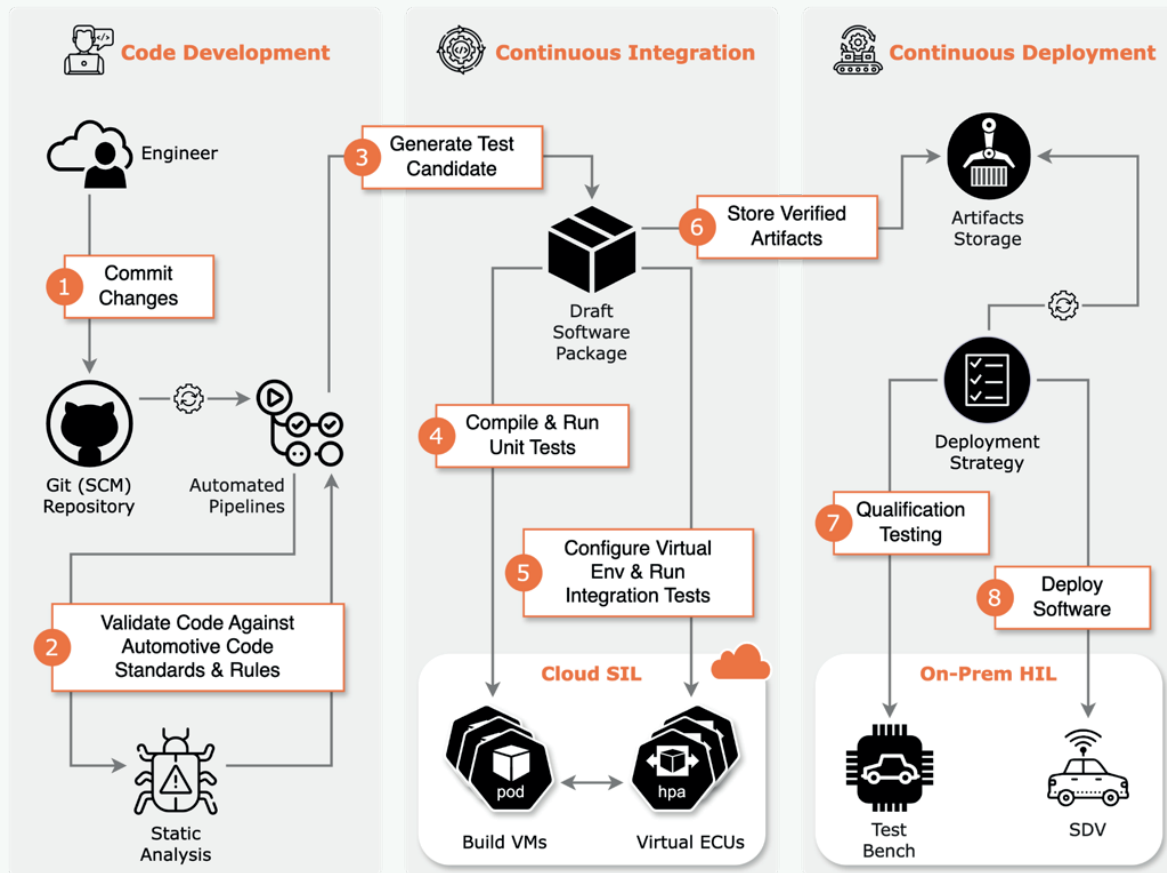 Code Development
Engineer
1
Commit
Changes
Git (SCM)
Repository
Automated
Pipelines
2
Validate Code Against
Automotive Code
Standards & Rules
Static
Analysis
Continuous Integration
3
Generate Test
Candidate
Draft
Software
Package
4
Compile & Run
Unit Tests
5
Configure Virtual
Env & Run
Integration Tests
Cloud SIL
pod
hpa
Build VMs
Virtual ECUs
Continuous Deployment
6
Store Verified
Artifacts
Artifacts
Storage
Deployment
Strategy
7
Qualification
Testing
8
Deploy
Software
On-Prem HIL
Test
Bench
SDV